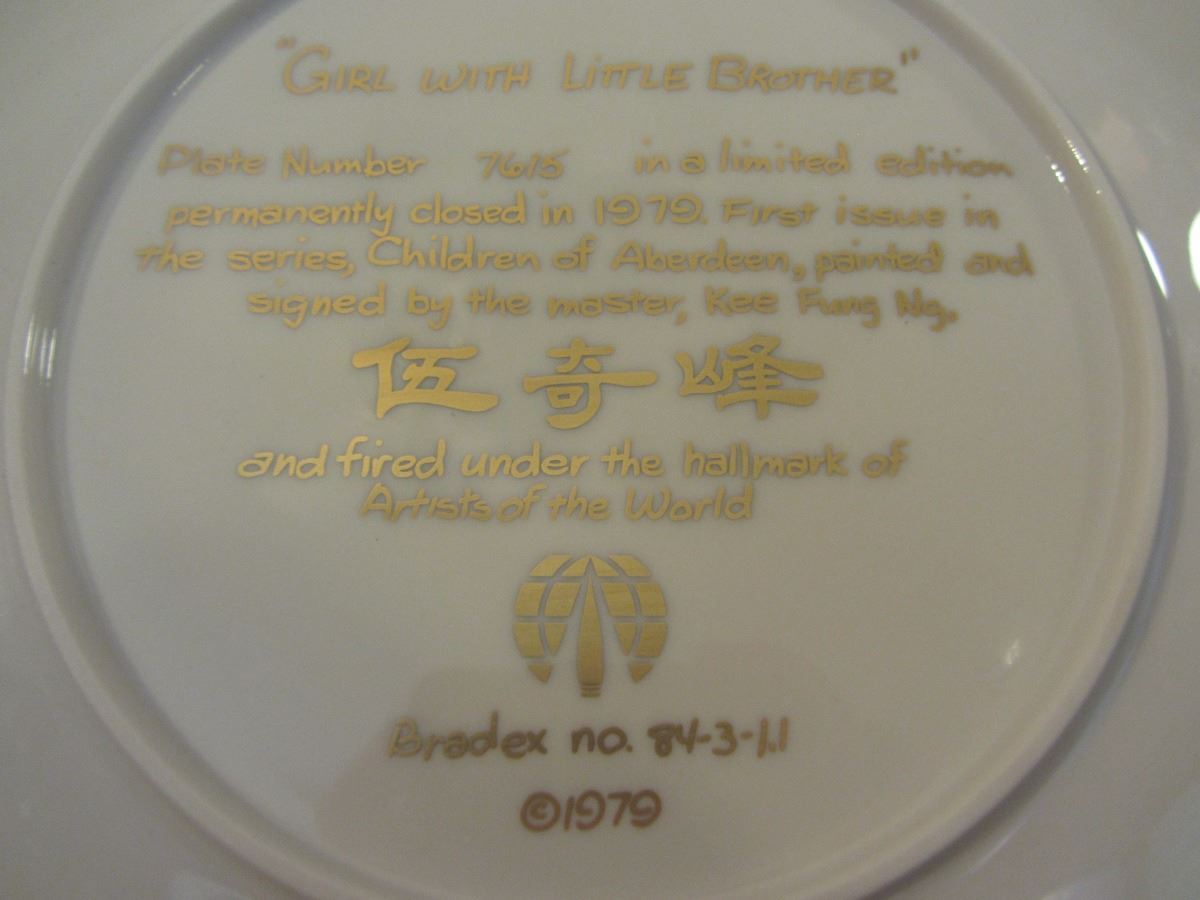 "GIRL WITH LITTLE BROTHER"
Plate Number 7615 in a limited edition
permanently closed in 1979. First issue in
the series, Children of Aberdeen, painted and
signed by the master, Kee Fung Ng.
伍奇峰
and fired under the hallmark of
Artists of the World
Bradex no. 84-3-1.1
©1979